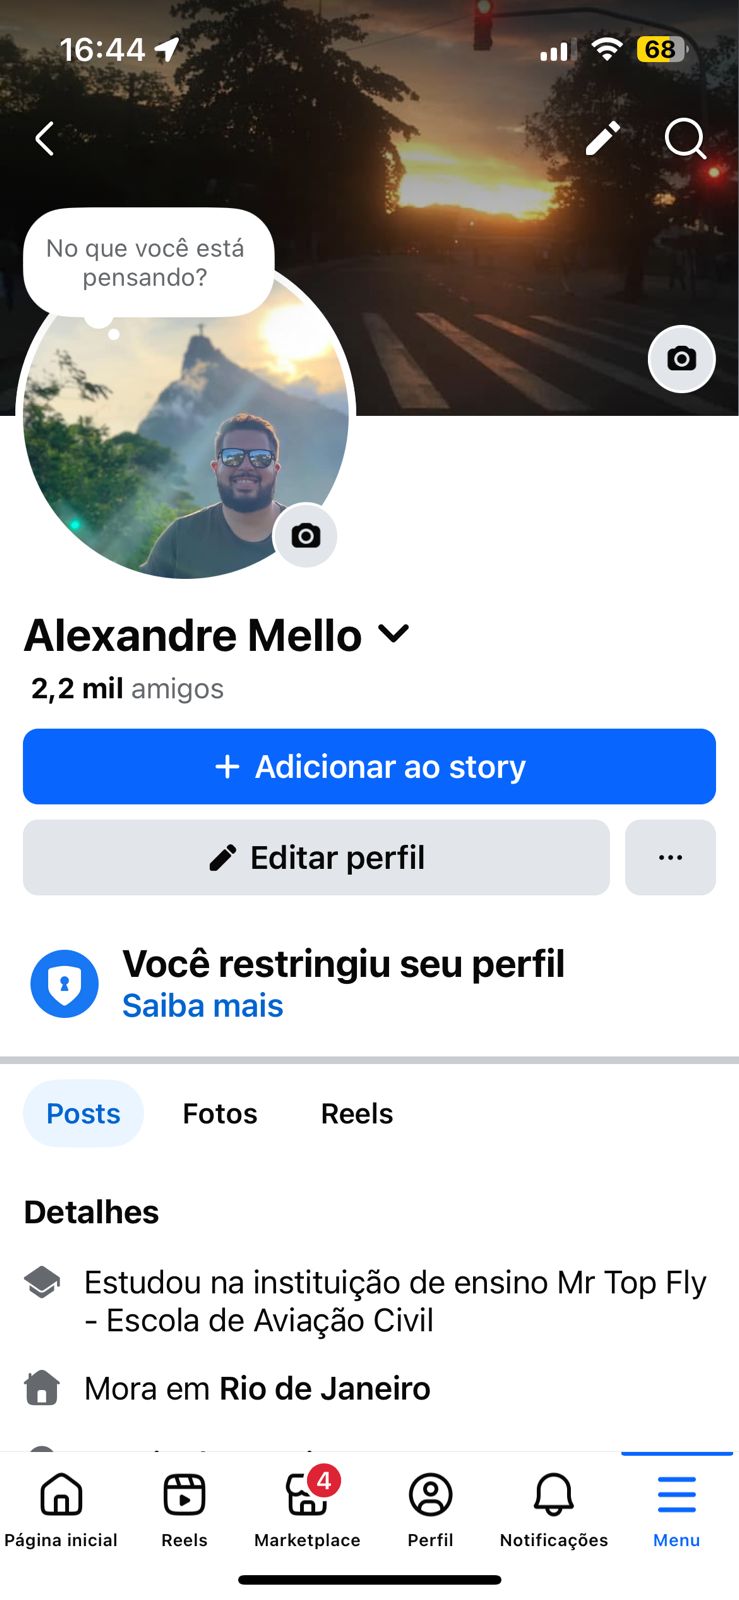 16:44
68
No que você está
pensando?
Alexandre Mello
2,2 mil amigos
+ Adicionar ao story
Editar perfil
...
Você restringiu seu perfil
Saiba mais
Posts Fotos Reels
Detalhes
Estudou na instituição de ensino Mr Top Fly
- Escola de Aviação Civil
Mora em Rio de Janeiro
4
Página inicial Reels Marketplace Perfil Notificações Menu